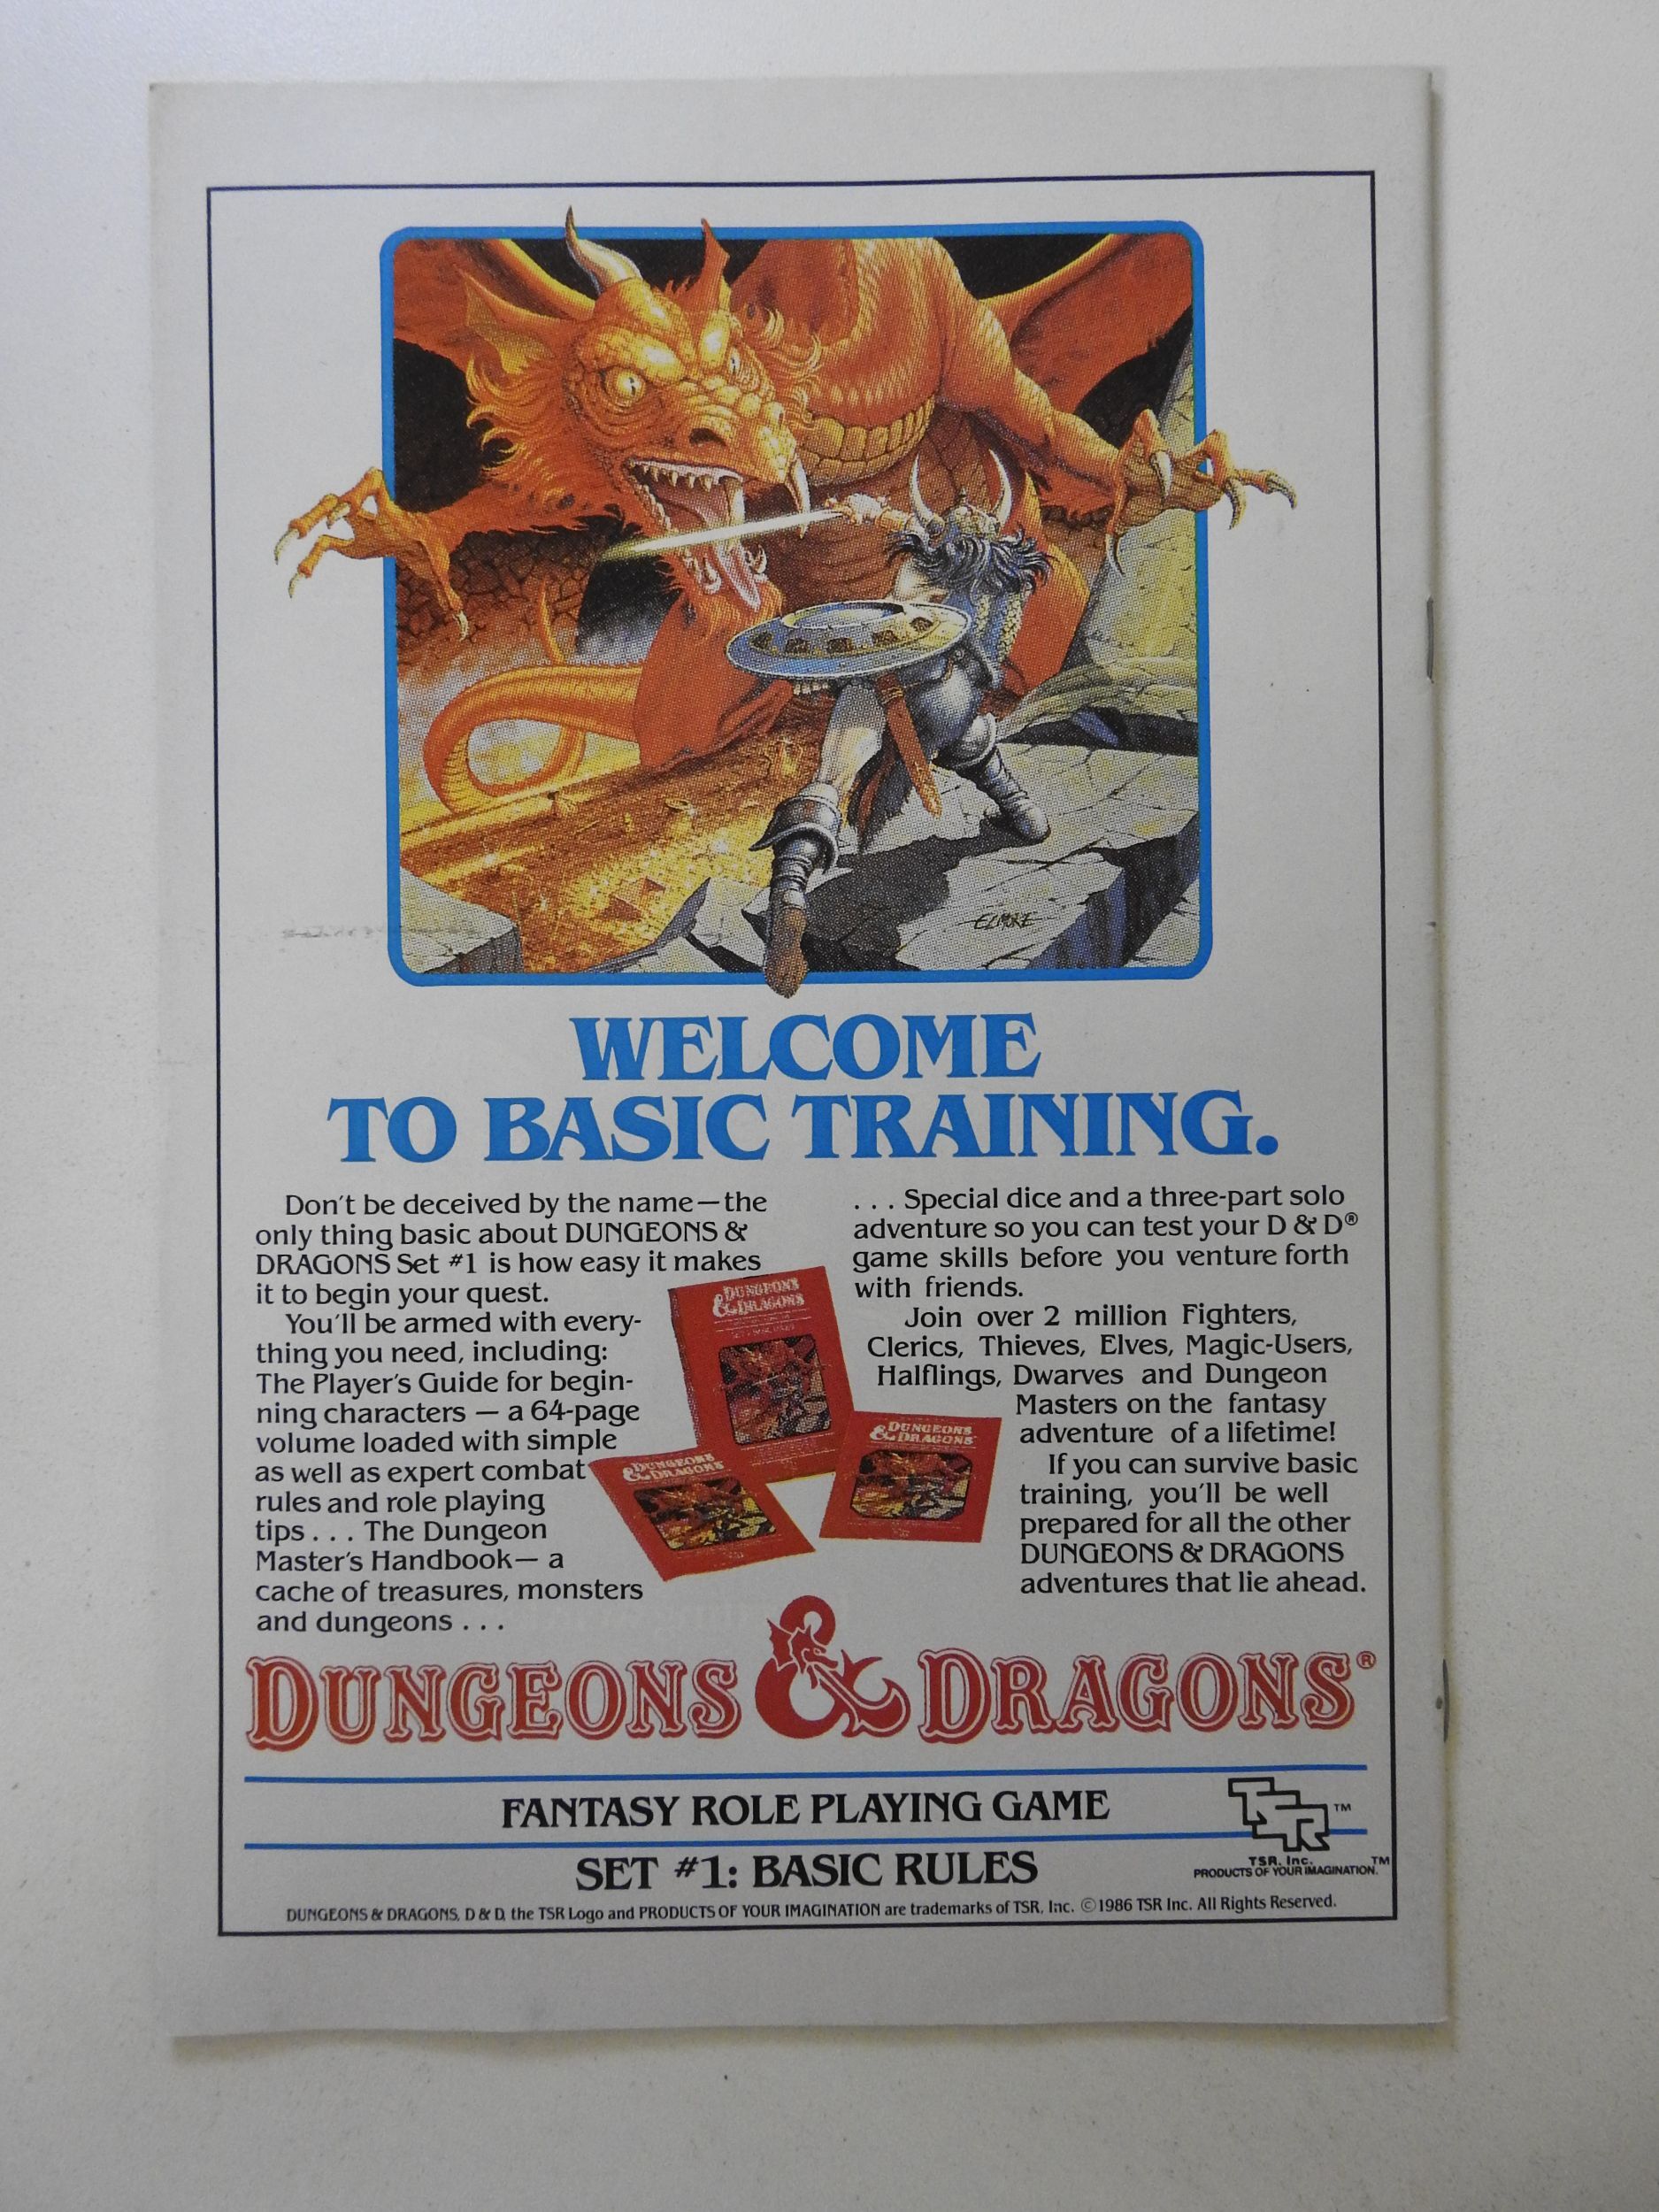 ELMORE
WELCOME
TO BASIC TRAINING.
Don't be deceived by the name—the
only thing basic about DUNGEONS &
DRAGONS Set #1 is how easy it makes
it to begin your quest.
You'll be armed with every-
thing you need, including:
The Player's Guide for begin-
ning characters — a 64-page
volume loaded with simple
as well as expert combat
rules and role playing
tips . . . The Dungeon
Master's Handbook— a
cache of treasures, monsters
and dungeons . . .
. . . Special dice and a three-part solo
adventure so you can test your D & D®
game skills before you venture forth
with friends.
Join over 2 million Fighters,
Clerics, Thieves, Elves, Magic-Users,
Halflings, Dwarves and Dungeon
Masters on the fantasy
adventure of a lifetime!
If you can survive basic
training, you'll be well
prepared for all the other
DUNGEONS & DRAGONS
adventures that lie ahead.
DUNGEONS
& DRAGONS
DUNGEONS
& DRAGONS
DUNGEONS
& DRAGONS
DUNGEONS & DRAGONS®
FANTASY ROLE PLAYING GAME
TSR™
SET #1: BASIC RULES
TSR, Inc.
PRODUCTS OF YOUR IMAGINATION.™
DUNGEONS & DRAGONS, D & D, the TSR Logo and PRODUCTS OF YOUR IMAGINATION are trademarks of TSR, Inc. ©1986 TSR Inc. All Rights Reserved.